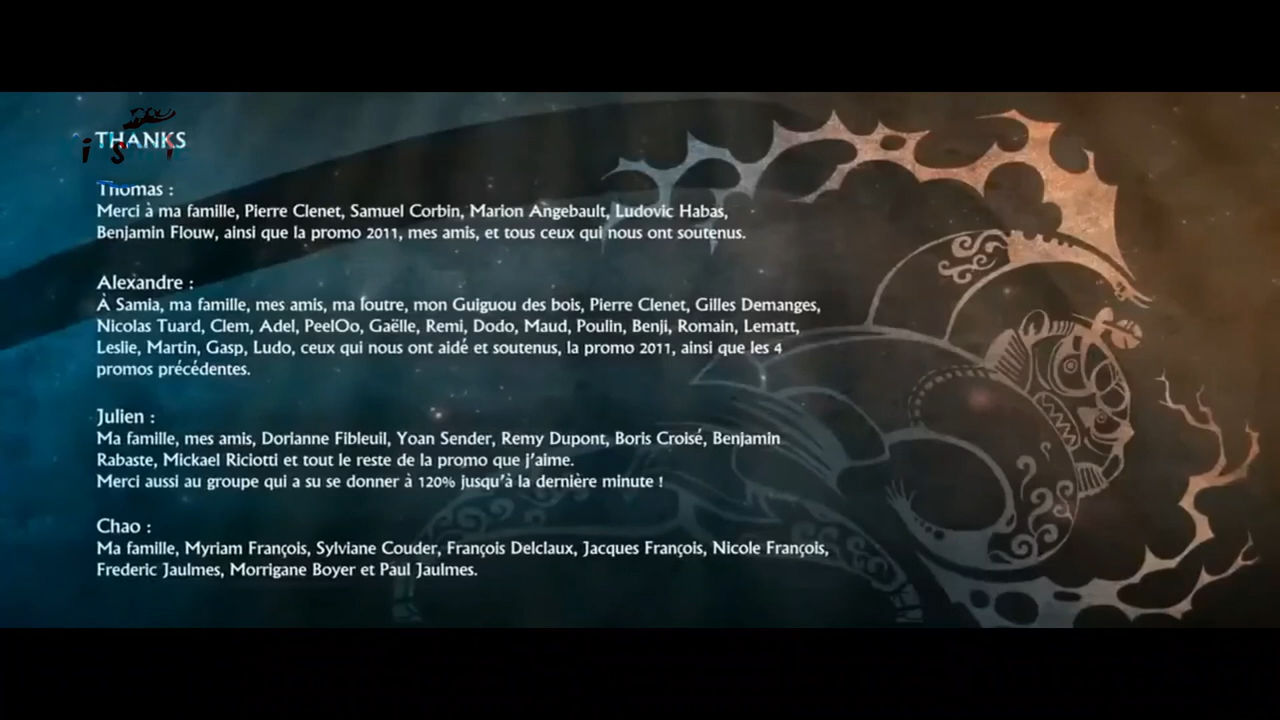 THANKS
Thomas :
Merci à ma famille, Pierre Clenet, Samuel Corbin, Marion Angebault, Ludovic Habas,
Benjamin Flouw, ainsi que la promo 2011, mes amis, et tous ceux qui nous ont soutenus.
Alexandre :
À Samia, ma famille, mes amis, ma loutre, mon Guiguou des bois, Pierre Clenet, Gilles Demanges,
Nicolas Tuard, Clem, Adel, PeelOo, Gaëlle, Remi, Dodo, Maud, Poulin, Benji, Romain, Lematt,
Leslie, Martin, Gasp, Ludo, ceux qui nous ont aidé et soutenus, la promo 2011, ainsi que les 4
promos précédentes.
Julien :
Ma famille, mes amis, Dorianne Fibleuil, Yoan Sender, Remy Dupont, Boris Croisé, Benjamin
Rabaste, Mickael Riciotti et tout le reste de la promo que j'aime.
Merci aussi au groupe qui a su se donner à 120% jusqu'à la dernière minute !
Chao :
Ma famille, Myriam François, Sylviane Couder, François Delclaux, Jacques François, Nicole François,
Frederic Jaulmes, Morrigane Boyer et Paul Jaulmes.